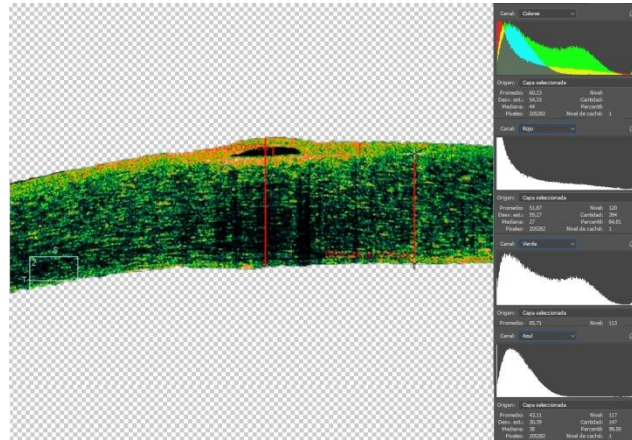 Canal: Colores
Origen: Capa seleccionada
Promedio: 60,23 Nivel:
Desv. est.: 54,35 Cantidad:
Mediana: 44 Percentil:
Píxeles: 205282 Nivel de caché: 1
Canal: Rojo
Origen: Capa seleccionada
Promedio: 51,87 Nivel: 120
Desv. est.: 59,17 Cantidad: 394
Mediana: 27 Percentil: 84,81
Píxeles: 205282 Nivel de caché: 1
Canal: Verde
Origen: Capa seleccionada
Promedio: 85,71 Nivel: 113
Canal: Azul
Origen: Capa seleccionada
Promedio: 43,11 Nivel: 117
Desv. est.: 30,39 Cantidad: 147
Mediana: 38 Percentil: 98,00
Píxeles: 205282 Nivel de caché: 1